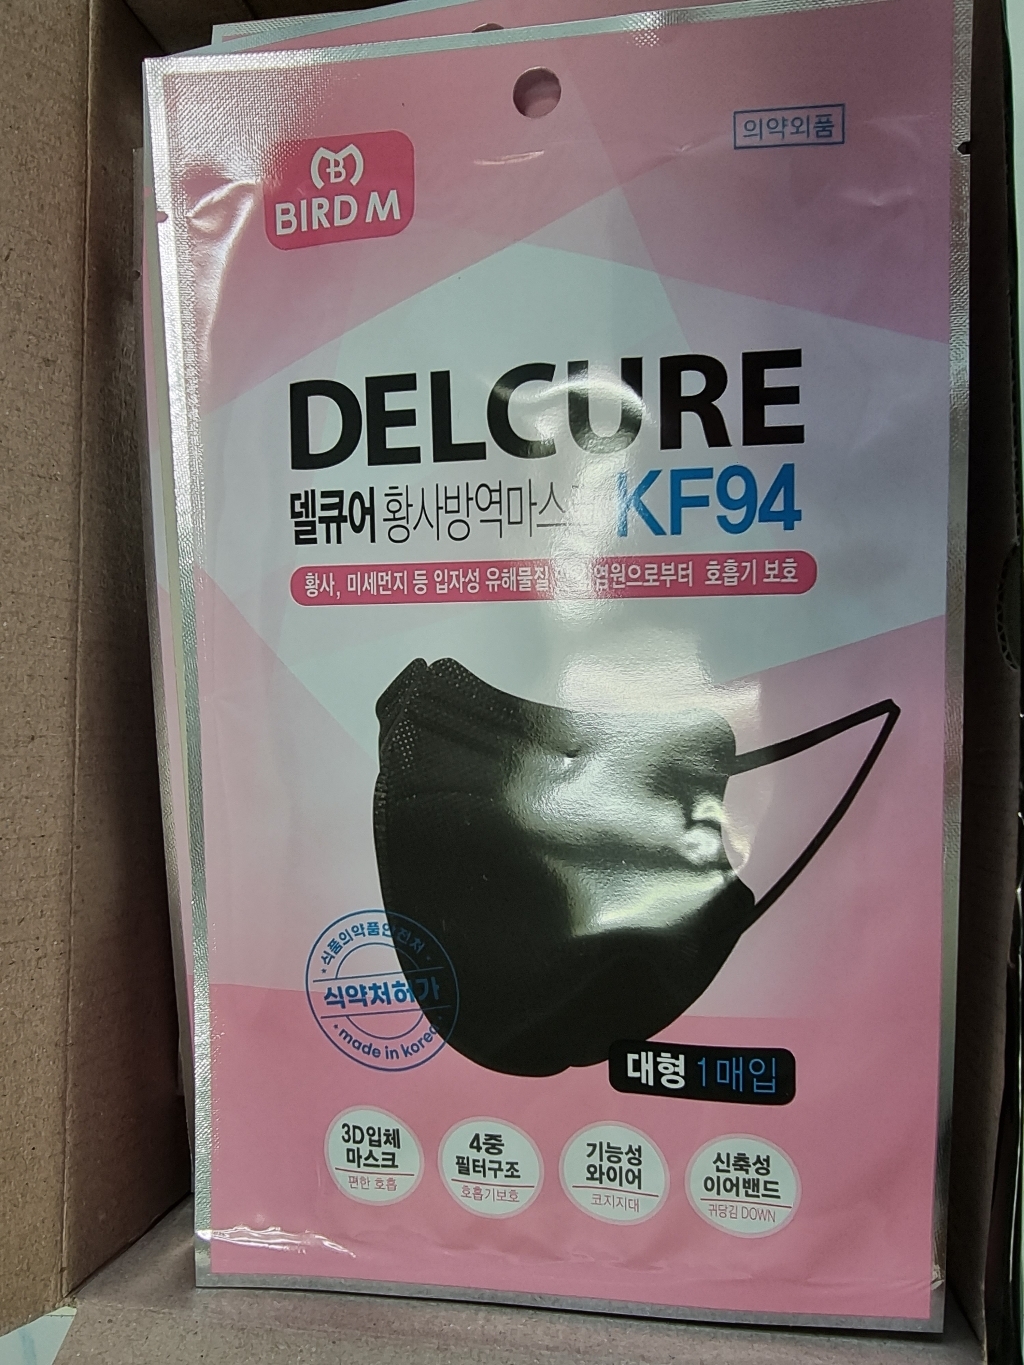 의약외품
BIRD M
DELCURE
델큐어 황사방역마스크 KF94
황사, 미세먼지 등 입자성 유해물질 감염원으로부터 호흡기 보호
식품의약품안전처
식약처허가
made in korea
대형 1매입
3D입체
마스크
편한 호흡
4중
필터구조
호흡기보호
기능성
와이어
코지지대
신축성
이어밴드
귀당김 DOWN